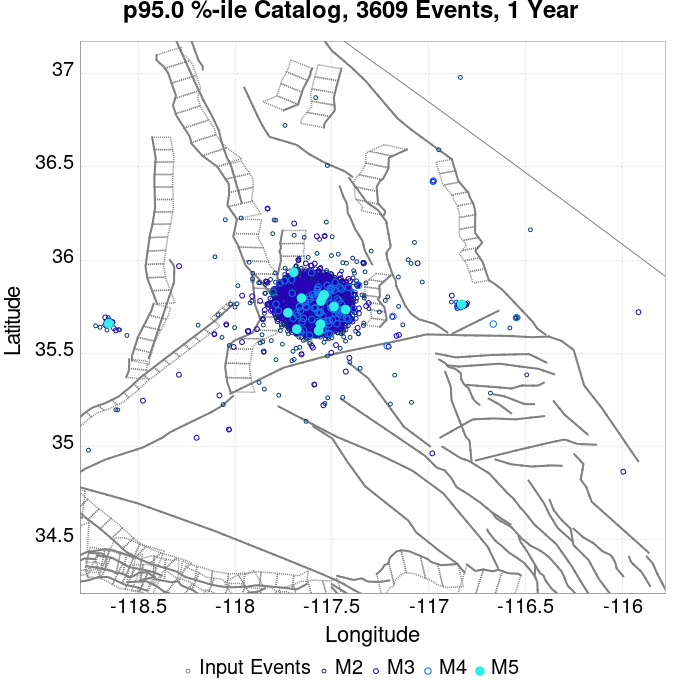 p95.0 %-ile Catalog, 3609 Events, 1 Year
37
36.5
36
35.5
35
34.5
Latitude
-118.5 -118 -117.5 -117 -116.5 -116
Longitude
Input Events M2 M3 M4 M5